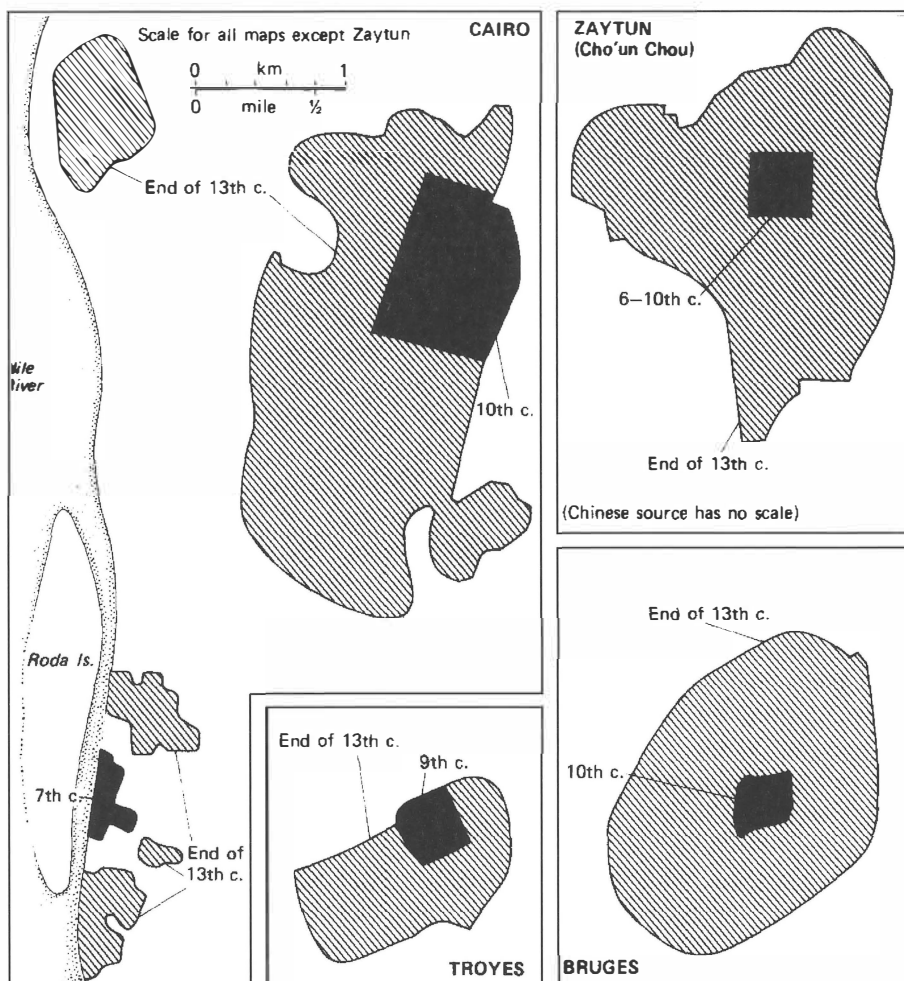 Scale for all maps except Zaytun
CAIRO
0 km 1
0 mile ½
End of 13th c.
10th c.
Roda Is.
7th c.
End of
13th c.
ZAYTUN
(Cho'un Chou)
6–10th c.
End of 13th c.
(Chinese source has no scale)
End of 13th c.
9th c.
TROYES
End of 13th c.
10th c.
BRUGES